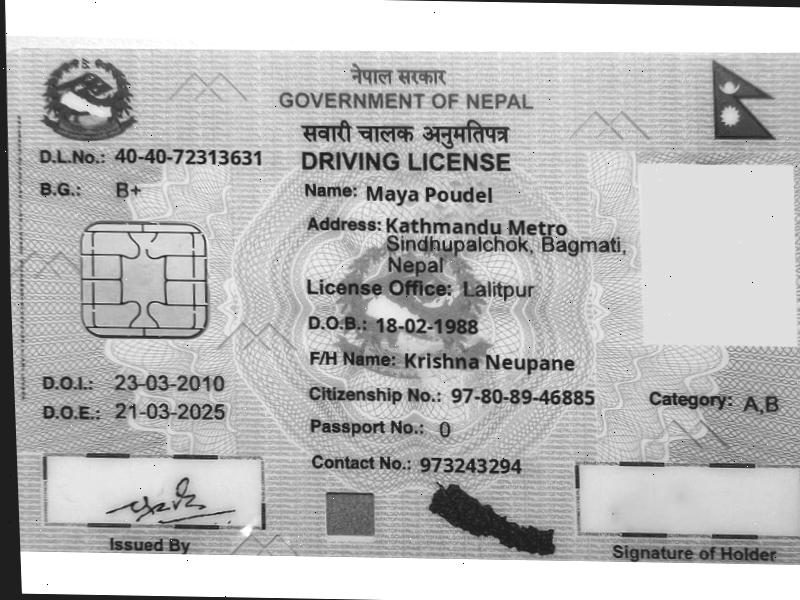 नेपाल सरकार
GOVERNMENT OF NEPAL
सवारी चालक अनुमतिपत्र
DRIVING LICENSE
D.L.No.: 40-40-72313631
B.G.: B+
Name: Maya Poudel
Address: Kathmandu Metro
Sindhupalchok, Bagmati,
Nepal
License Office: Lalitpur
D.O.B.: 18-02-1988
F/H Name: Krishna Neupane
D.O.I.: 23-03-2010
Citizenship No.: 97-80-89-46885
Category: A,B
D.O.E.: 21-03-2025
Passport No.: 0
Contact No.: 973243294
Issued By
Signature of Holder